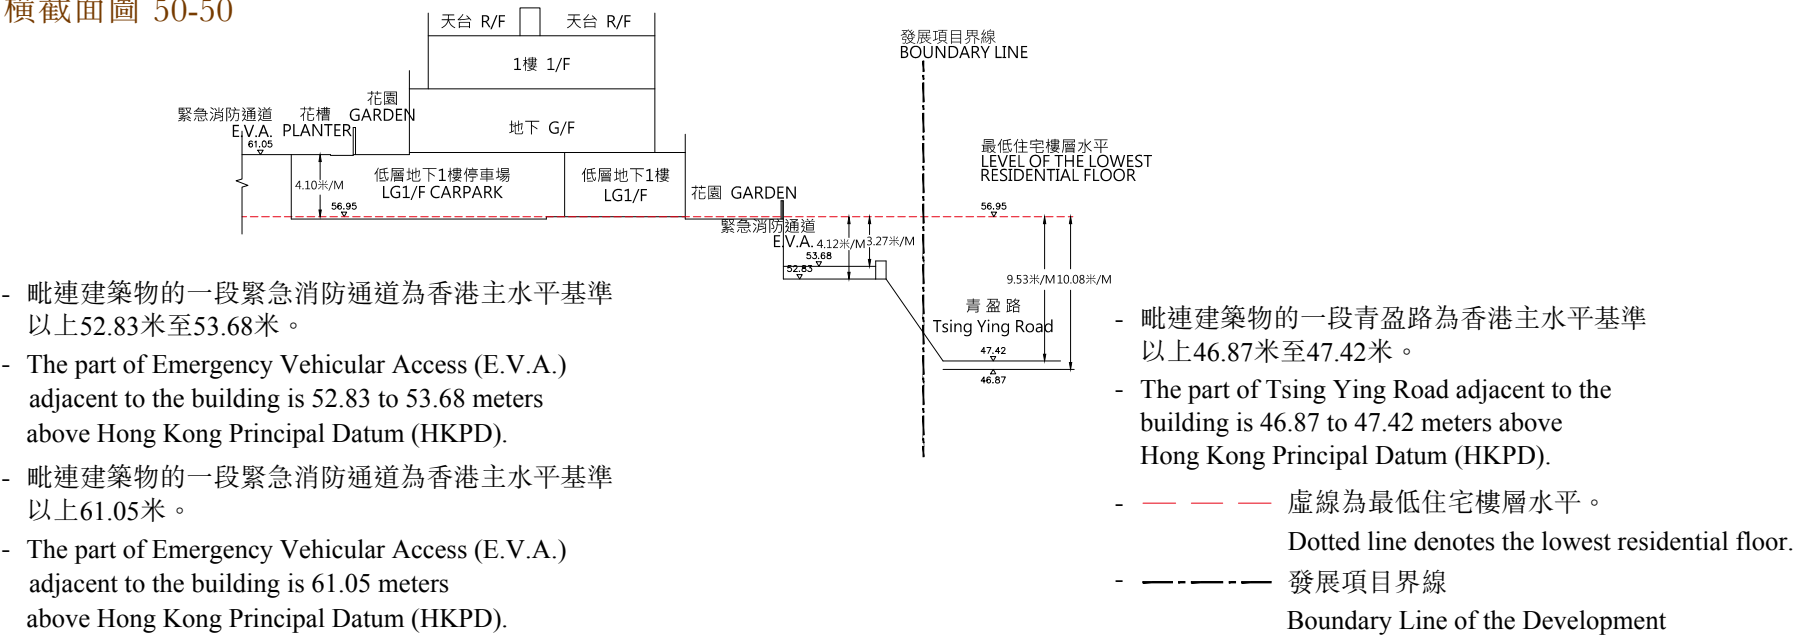 橫截面圖 50-50
天台 R/F
天台 R/F
1樓 1/F
地下 G/F
緊急消防通道
E.V.A.
61.05
花槽
PLANTER
花園
GARDEN
4.10米/M
低層地下1樓停車場
LG1/F CARPARK
56.95
低層地下1樓
LG1/F
花園 GARDEN
緊急消防通道
E.V.A.
4.12米/M
3.27米/M
53.68
52.83
發展項目界線
BOUNDARY LINE
最低住宅樓層水平
LEVEL OF THE LOWEST
RESIDENTIAL FLOOR
56.95
9.53米/M
10.08米/M
青盈路
Tsing Ying Road
47.42
46.87
- 毗連建築物的一段緊急消防通道為香港主水平基準
以上52.83米至53.68米。
- The part of Emergency Vehicular Access (E.V.A.)
adjacent to the building is 52.83 to 53.68 meters
above Hong Kong Principal Datum (HKPD).
- 毗連建築物的一段緊急消防通道為香港主水平基準
以上61.05米。
- The part of Emergency Vehicular Access (E.V.A.)
adjacent to the building is 61.05 meters
above Hong Kong Principal Datum (HKPD).
- 毗連建築物的一段青盈路為香港主水平基準
以上46.87米至47.42米。
- The part of Tsing Ying Road adjacent to the
building is 46.87 to 47.42 meters above
Hong Kong Principal Datum (HKPD).
- 虛線為最低住宅樓層水平。
Dotted line denotes the lowest residential floor.
- 發展項目界線
Boundary Line of the Development